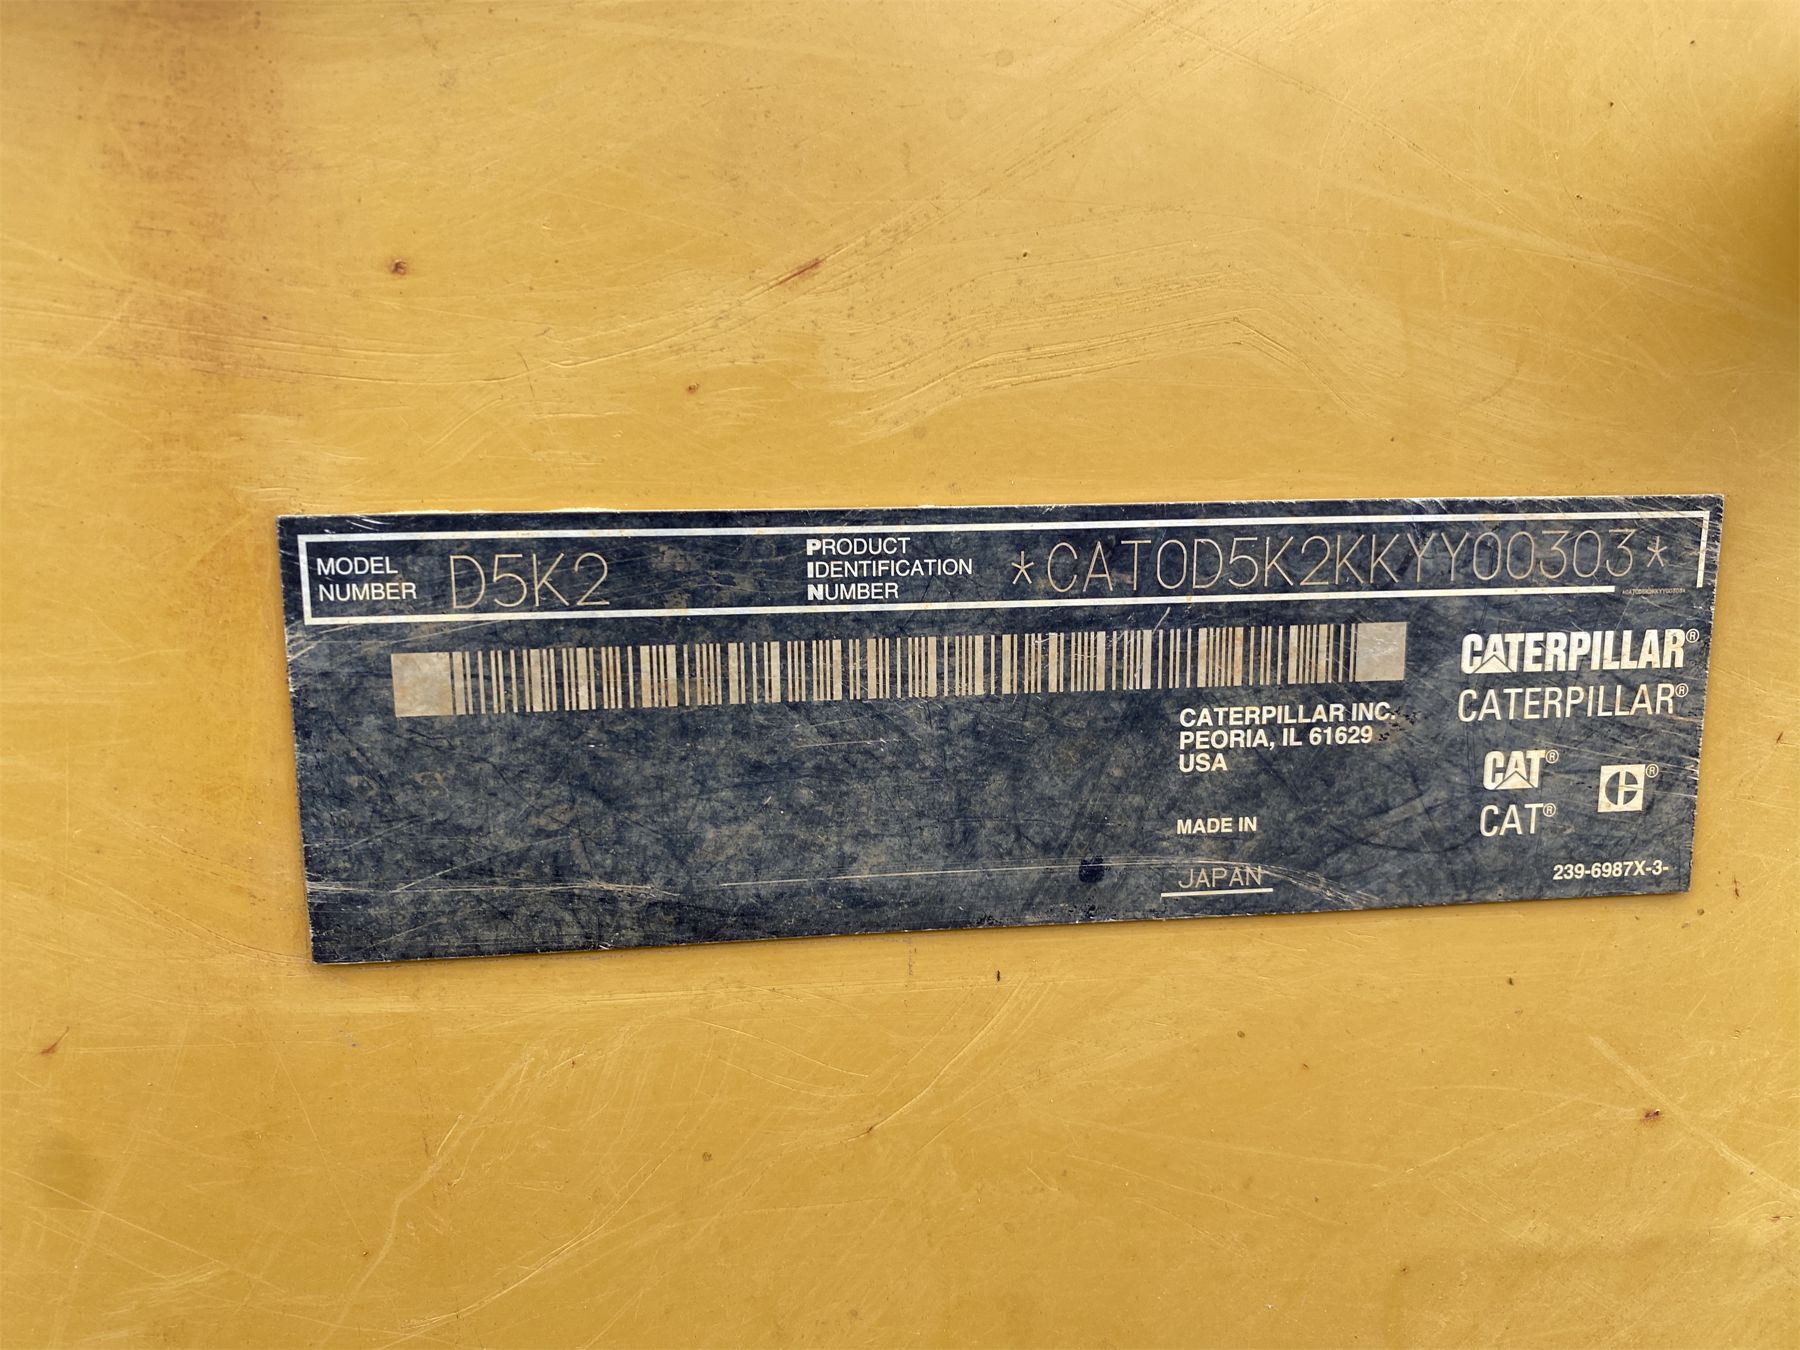 MODEL
NUMBER
D5K2
PRODUCT
IDENTIFICATION
NUMBER
*CAT0D5K2KKYY00303*
CATERPILLAR®
CATERPILLAR®
CATERPILLAR INC.
PEORIA, IL 61629
USA
CAT®
CAT®
®
MADE IN
JAPAN
239-6987X-3-